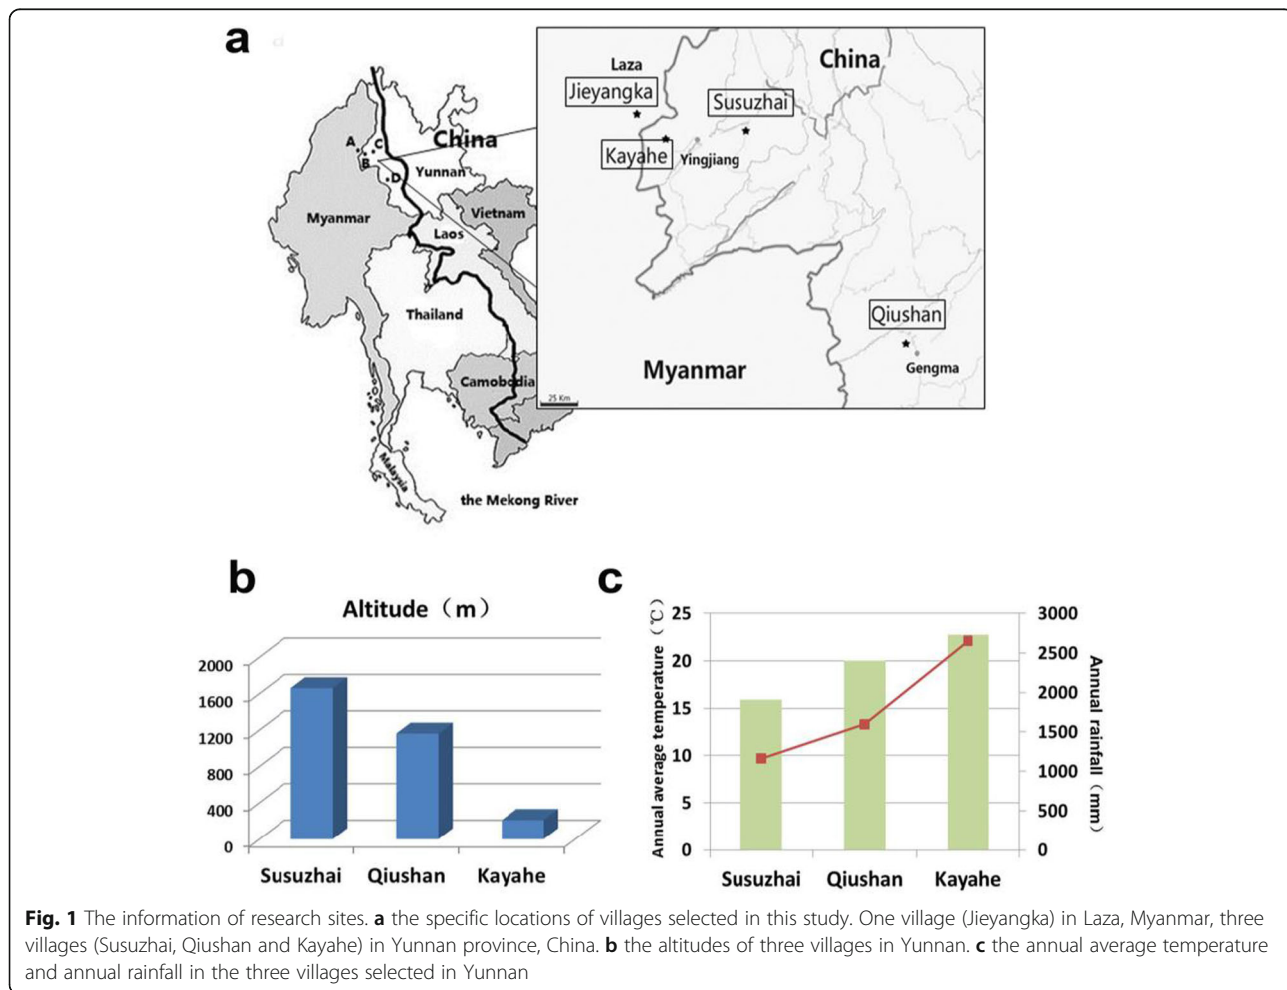 a
China
Yunnan
A
B
C
D
Myanmar
Vietnam
Laos
Thailand
Camobodia
Malaysia
the Mekong River
China
Laza
Jieyangka
Susuzhai
Kayahe
Yingjiang
Qiushan
Gengma
Myanmar
25 Km
b
Altitude（m）
2000
1600
1200
800
400
0
Susuzhai
Qiushan
Kayahe
c
Annual average temperature（℃）
25
20
15
10
5
0
3000
2500
2000
1500
1000
500
0
Annual rainfall（mm）
Susuzhai
Qiushan
Kayahe
Fig. 1 The information of research sites. a the specific locations of villages selected in this study. One village (Jieyangka) in Laza, Myanmar, three
villages (Susuzhai, Qiushan and Kayahe) in Yunnan province, China. b the altitudes of three villages in Yunnan. c the annual average temperature
and annual rainfall in the three villages selected in Yunnan